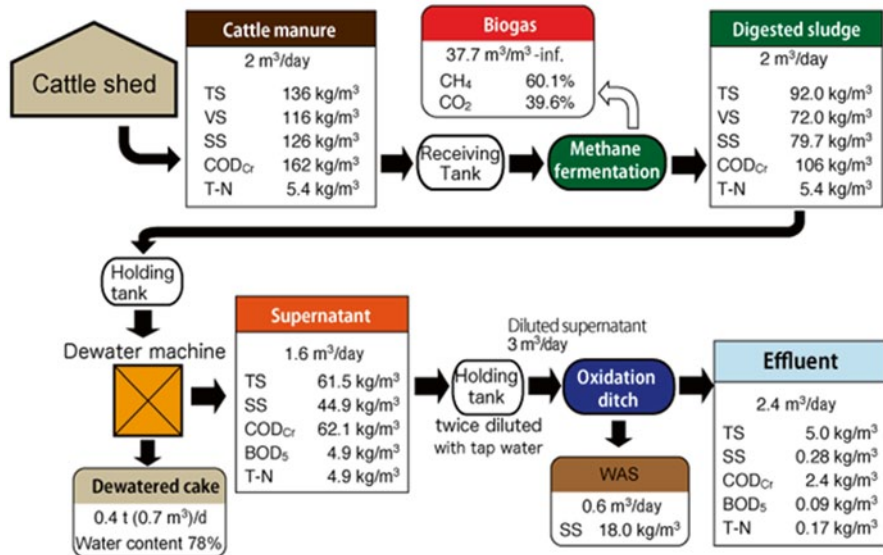 Cattle shed
Cattle manure
2 m³/day
TS 136 kg/m³
VS 116 kg/m³
SS 126 kg/m³
CODCr 162 kg/m³
T-N 5.4 kg/m³
Biogas
37.7 m³/m³-inf.
CH₄ 60.1%
CO₂ 39.6%
Receiving
Tank
Methane
fermentation
Digested sludge
2 m³/day
TS 92.0 kg/m³
VS 72.0 kg/m³
SS 79.7 kg/m³
CODCr 106 kg/m³
T-N 5.4 kg/m³
Holding
tank
Dewater machine
Dewatered cake
0.4 t (0.7 m³)/d
Water content 78%
Supernatant
1.6 m³/day
TS 61.5 kg/m³
SS 44.9 kg/m³
CODCr 62.1 kg/m³
BOD₅ 4.9 kg/m³
T-N 4.9 kg/m³
Diluted supernatant
3 m³/day
Holding
tank
twice diluted
with tap water
Oxidation
ditch
WAS
0.6 m³/day
SS 18.0 kg/m³
Effluent
2.4 m³/day
TS 5.0 kg/m³
SS 0.28 kg/m³
CODCr 2.4 kg/m³
BOD₅ 0.09 kg/m³
T-N 0.17 kg/m³